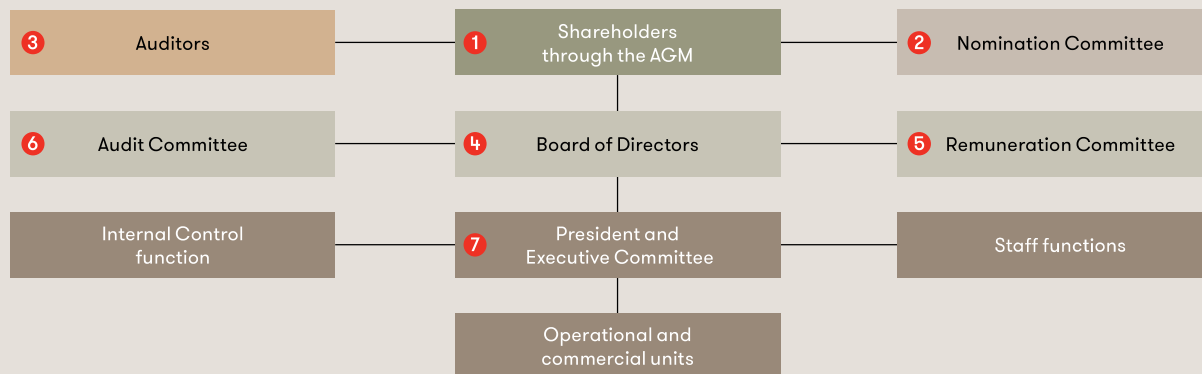 3 Auditors
1 Shareholders
through the AGM
2 Nomination Committee
6 Audit Committee
4 Board of Directors
5 Remuneration Committee
Internal Control
function
7 President and
Executive Committee
Staff functions
Operational and
commercial units